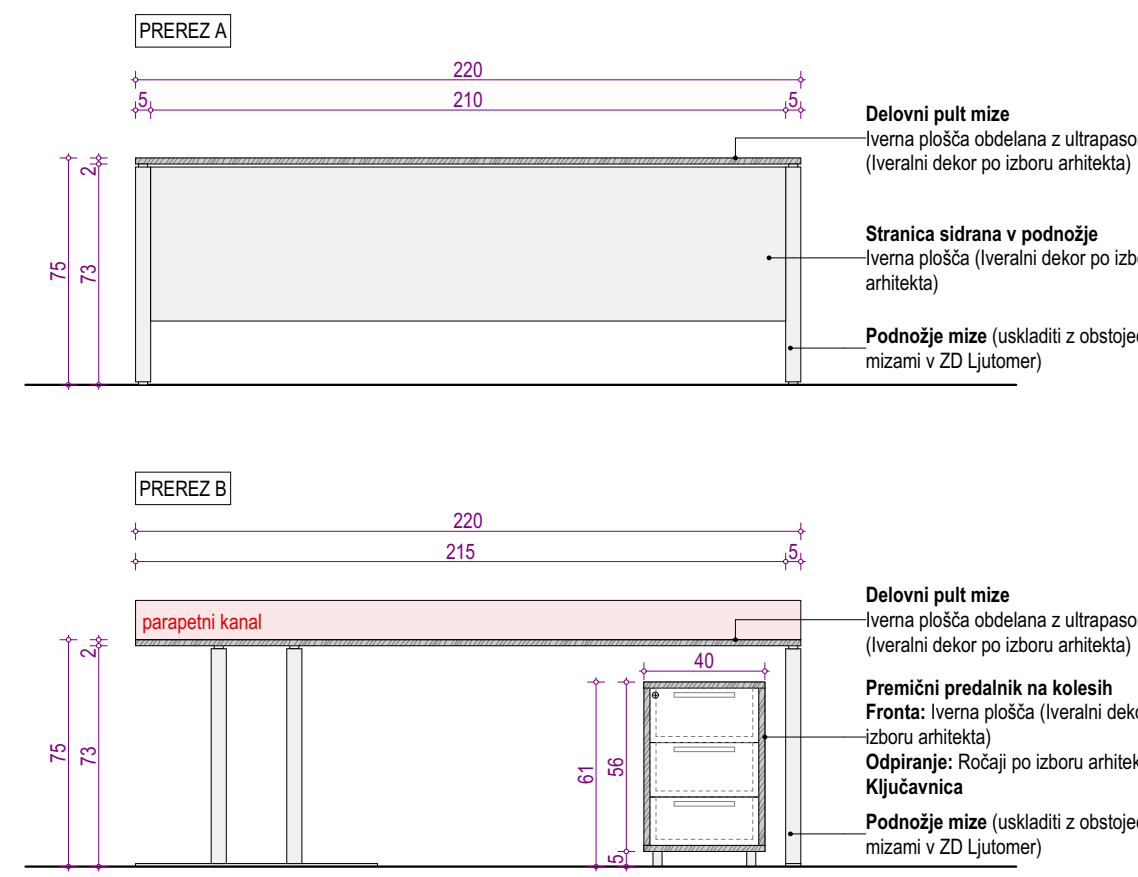 PREREZ A
220
5
210
5
75
73
2
Delovni pult mize
Iverna plošča obdelana z ultrapaso
(Iveralni dekor po izboru arhitekta)
Stranica sidrana v podnožje
Iverna plošča (Iveralni dekor po izb
arhitekta)
Podnožje mize (uskladiti z obstoje
mizami v ZD Ljutomer)
PREREZ B
220
215
5
parapetni kanal
75
73
2
40
61
56
5
Delovni pult mize
Iverna plošča obdelana z ultrapaso
(Iveralni dekor po izboru arhitekta)
Premični predalnik na kolesih
Fronta: Iverna plošča (Iveralni dek
izboru arhitekta)
Odpiranje: Ročaji po izboru arhitek
Ključavnica
Podnožje mize (uskladiti z obstoje
mizami v ZD Ljutomer)